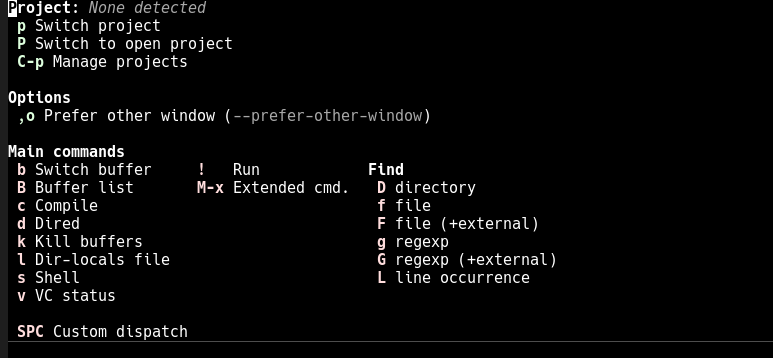 Project: None detected
p Switch project
P Switch to open project
C-p Manage projects
Options
,o Prefer other window (--prefer-other-window)
Main commands
b Switch buffer ! Run Find
B Buffer list M-x Extended cmd. D directory
c Compile f file
d Dired F file (+external)
k Kill buffers g regexp
l Dir-locals file G regexp (+external)
s Shell L line occurrence
v VC status
SPC Custom dispatch